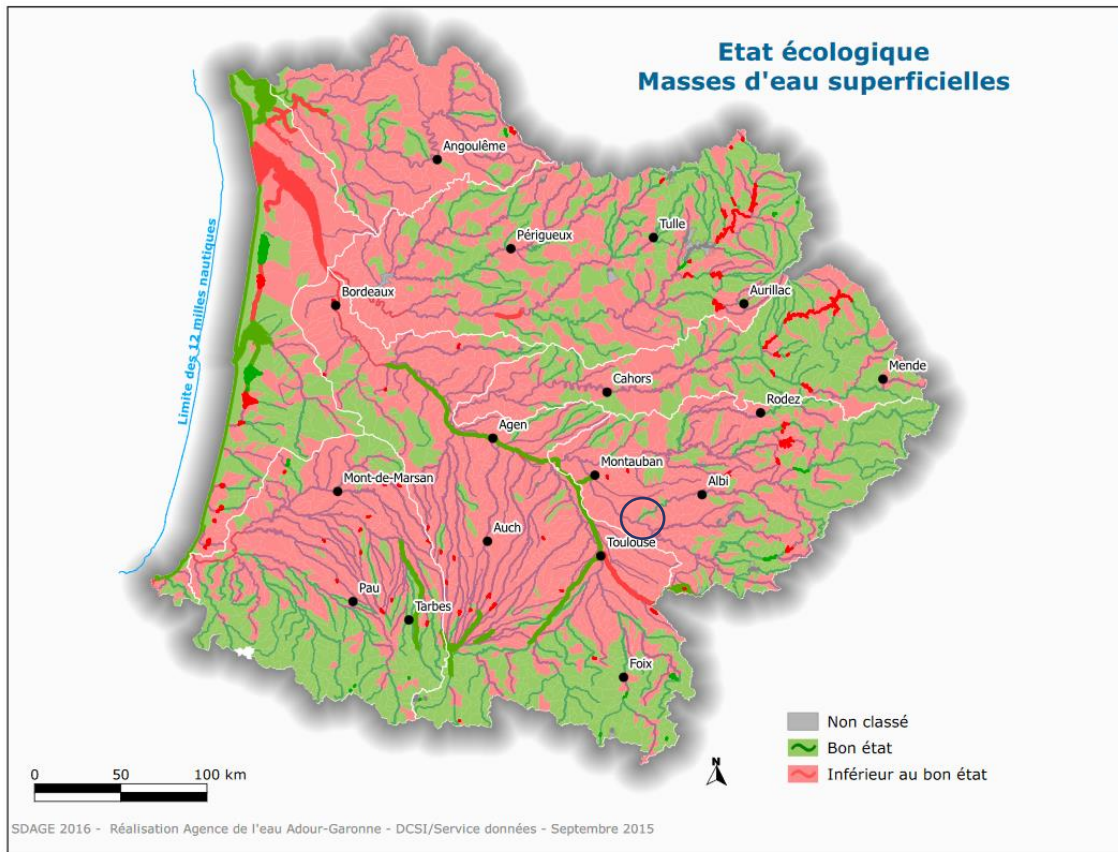 Etat écologique
Masses d'eau superficielles
Limite des 12 milles nautiques
Angoulême
Périgueux
Tulle
Bordeaux
Aurillac
Cahors
Mende
Rodez
Agen
Montauban
Mont-de-Marsan
Albi
Auch
Toulouse
Pau
Tarbes
Foix
Non classé
Bon état
Inférieur au bon état
N
0 50 100 km
SDAGE 2016 - Réalisation Agence de l'eau Adour-Garonne - DCSI/Service données - Septembre 2015